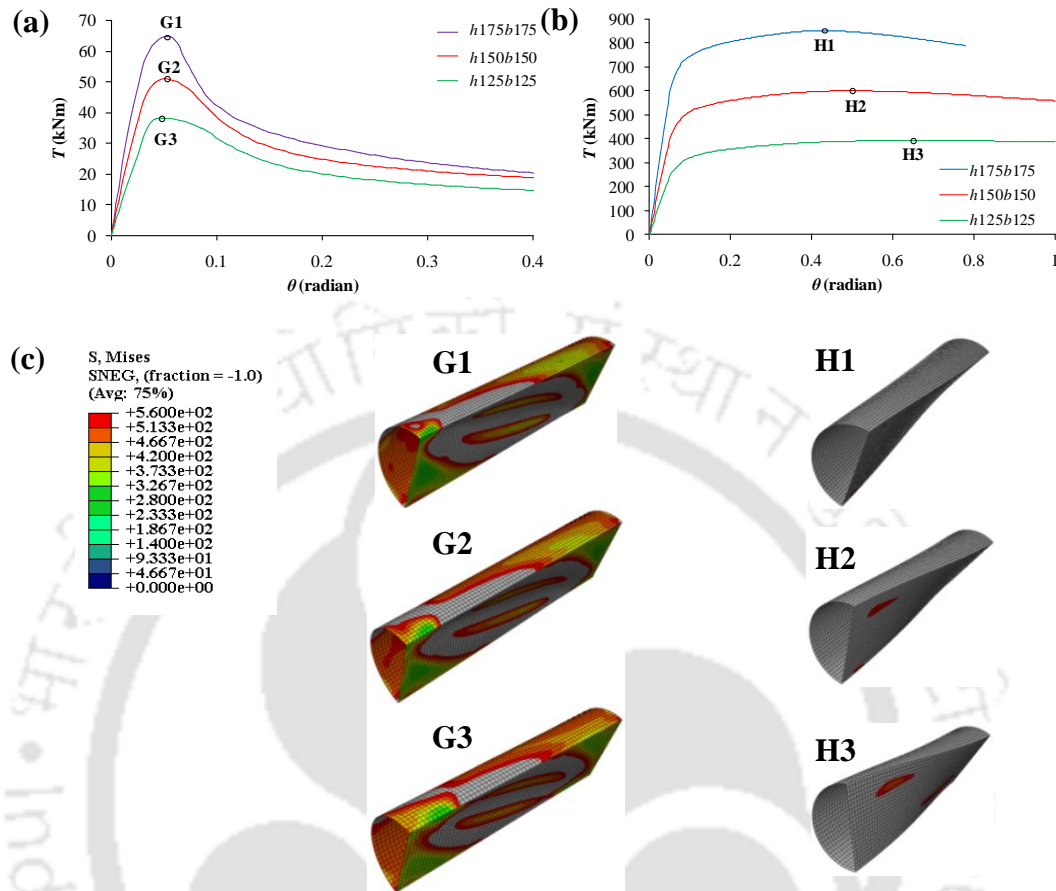 (a)
70
60
50
40
30
20
10
0
T (kNm)
G1
G2
G3
h175b175
h150b150
h125b125
0 0.1 0.2 0.3 0.4
θ (radian)
(b)
900
800
700
600
500
400
300
200
100
0
T (kNm)
H1
H2
H3
h175b175
h150b150
h125b125
0 0.2 0.4 0.6 0.8 1
θ (radian)
(c)
S, Mises
SNEG, (fraction = -1.0)
(Avg: 75%)
+5.600e+02
+5.133e+02
+4.667e+02
+4.200e+02
+3.733e+02
+3.267e+02
+2.800e+02
+2.333e+02
+1.867e+02
+1.400e+02
+9.333e+01
+4.667e+01
+0.000e+00
G1
H1
G2
H2
G3
H3